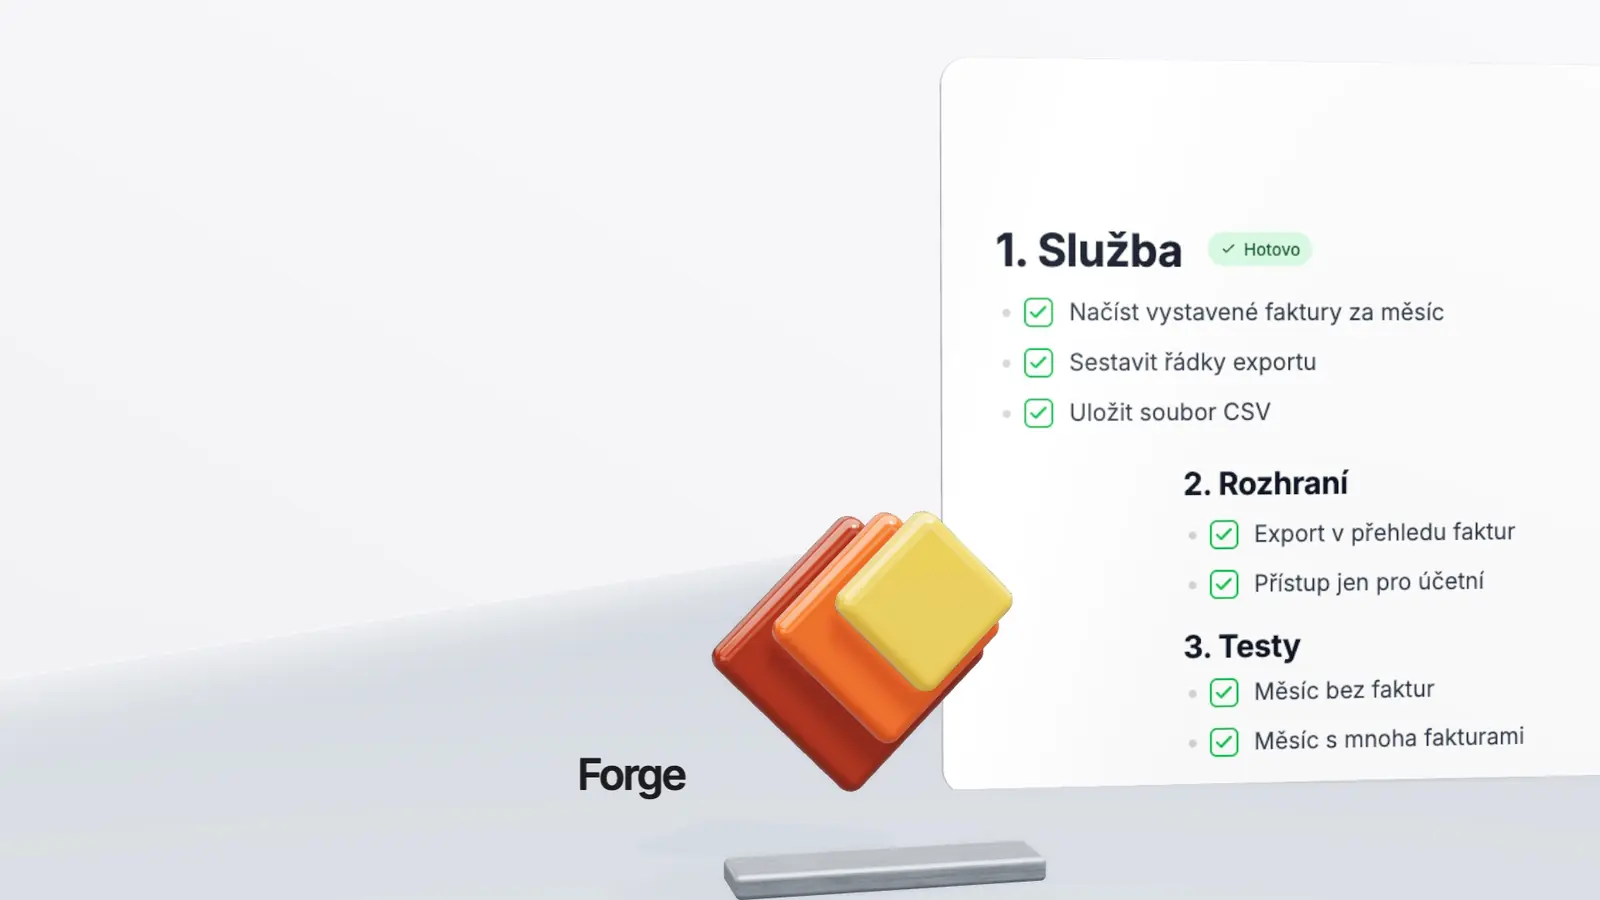 1. Služba
Hotovo
Načíst vystavené faktury za měsíc
Sestavit řádky exportu
Uložit soubor CSV
2. Rozhraní
Export v přehledu faktur
Přístup jen pro účetní
3. Testy
Měsíc bez faktur
Měsíc s mnoha fakturami
Forge